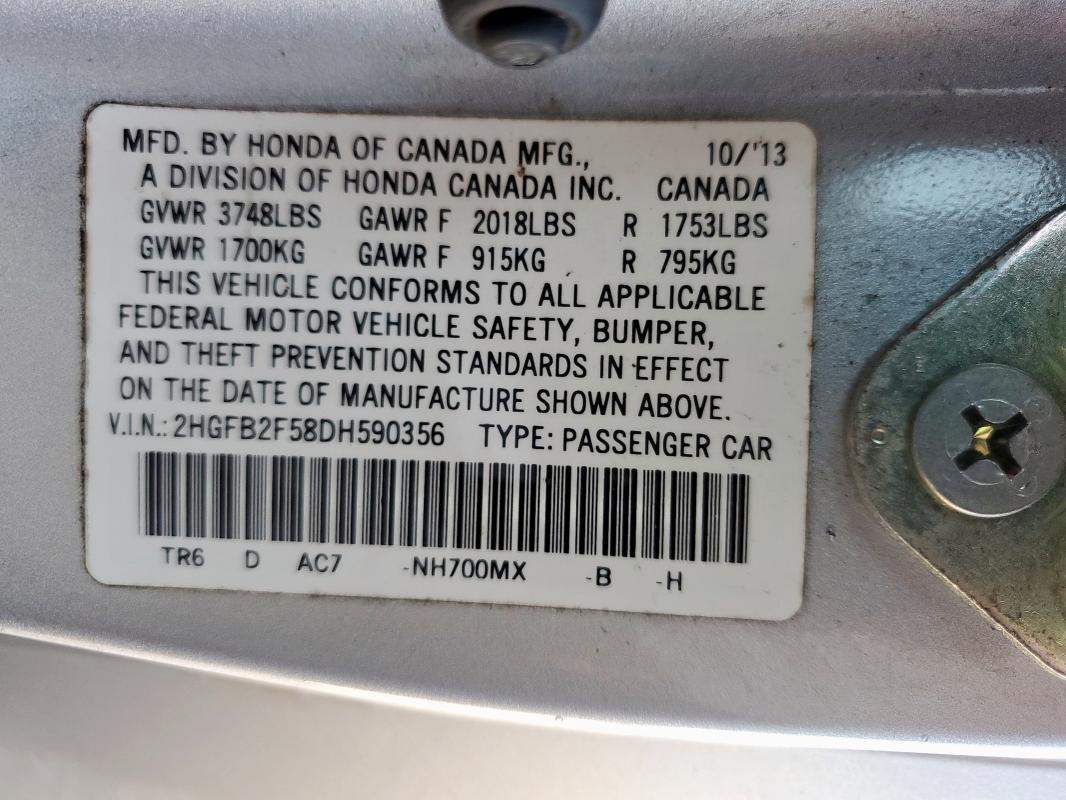 MFD. BY HONDA OF CANADA MFG., 10/'13
A DIVISION OF HONDA CANADA INC. CANADA
GVWR 3748LBS GAWR F 2018LBS R 1753LBS
GVWR 1700KG GAWR F 915KG R 795KG
THIS VEHICLE CONFORMS TO ALL APPLICABLE
FEDERAL MOTOR VEHICLE SAFETY, BUMPER,
AND THEFT PREVENTION STANDARDS IN EFFECT
ON THE DATE OF MANUFACTURE SHOWN ABOVE.
V.I.N.: 2HGFB2F58DH590356 TYPE: PASSENGER CAR
TR6 D AC7 -NH700MX -B -H